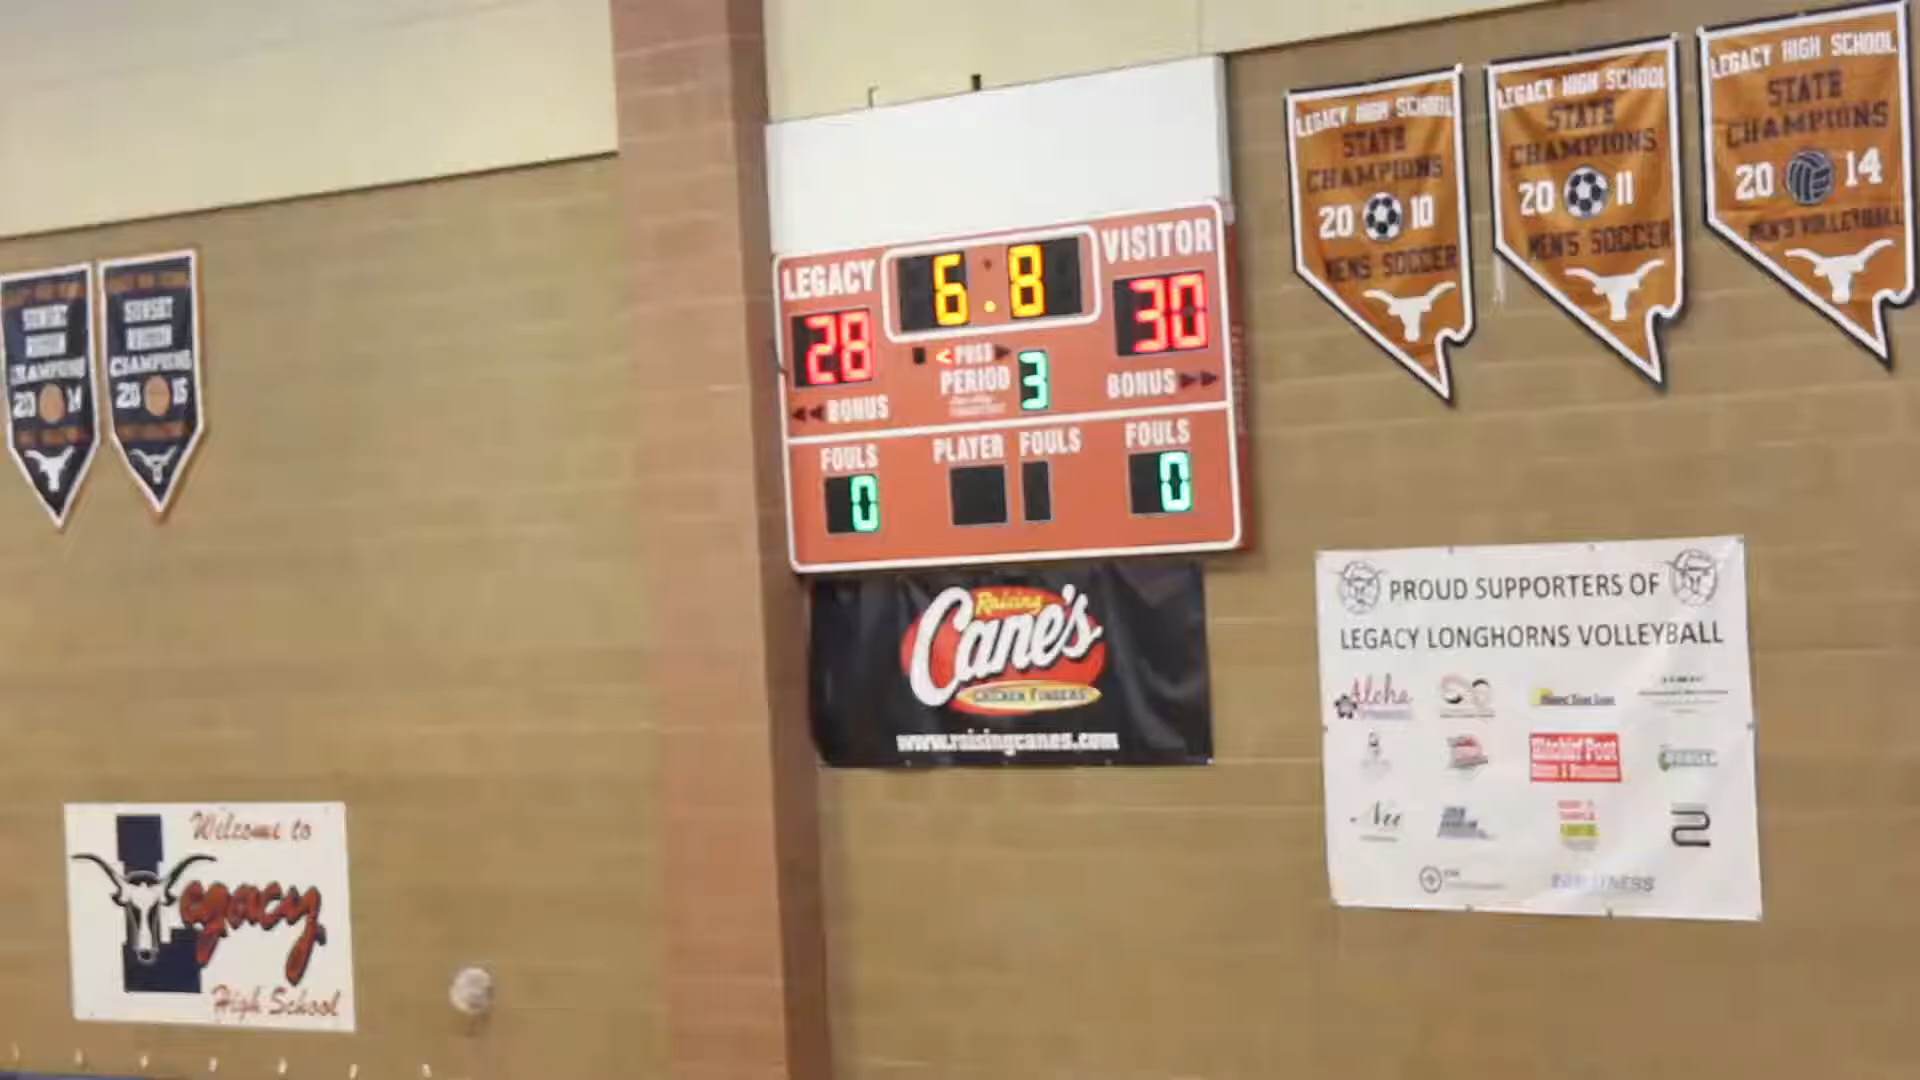 LEGACY
6.8
VISITOR
28
30
< POSS
PERIOD 3
BONUS
BONUS
FOULS
PLAYER FOULS
FOULS
0
0
Raising
Cane's
CHICKEN FINGERS
www.raisingcanes.com
LEGACY HIGH SCHOOL
STATE
CHAMPIONS
20 10
MENS SOCCER
LEGACY HIGH SCHOOL
STATE
CHAMPIONS
20 11
MEN'S SOCCER
LEGACY HIGH SCHOOL
STATE
CHAMPIONS
20 14
MEN'S VOLLEYBALL
SUNSET
REGION
CHAMPIONS
20 14
SUNSET
REGION
CHAMPIONS
20 15
PROUD SUPPORTERS OF
LEGACY LONGHORNS VOLLEYBALL
Aloha
Welcome to
Legacy
High School